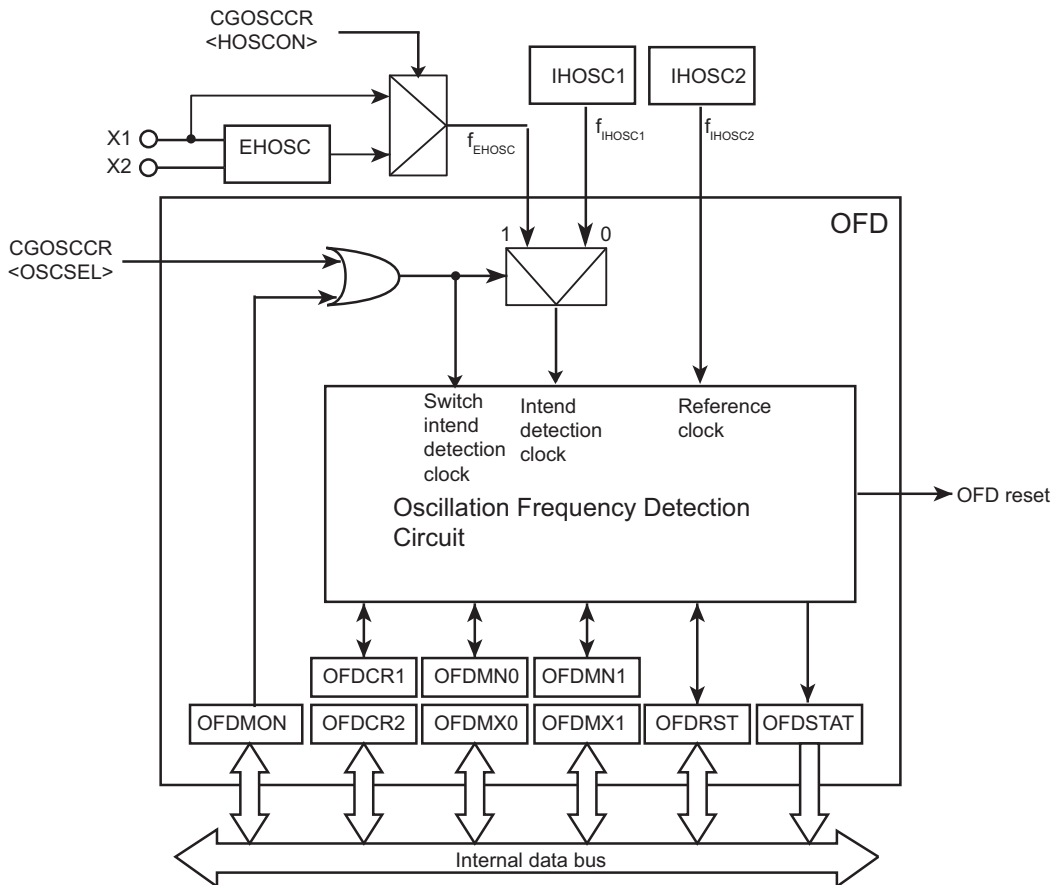 CGOSCCR
<HOSCON>
IHOSC1
IHOSC2
X1
X2
EHOSC
fEHOSC
fIHOSC1
fIHOSC2
OFD
CGOSCCR
<OSCSEL>
1
0
Switch
intend
detection
clock
Intend
detection
clock
Reference
clock
Oscillation Frequency Detection
Circuit
OFD reset
OFDCR1
OFDMN0
OFDMN1
OFDMON
OFDCR2
OFDMX0
OFDMX1
OFDRST
OFDSTAT
Internal data bus